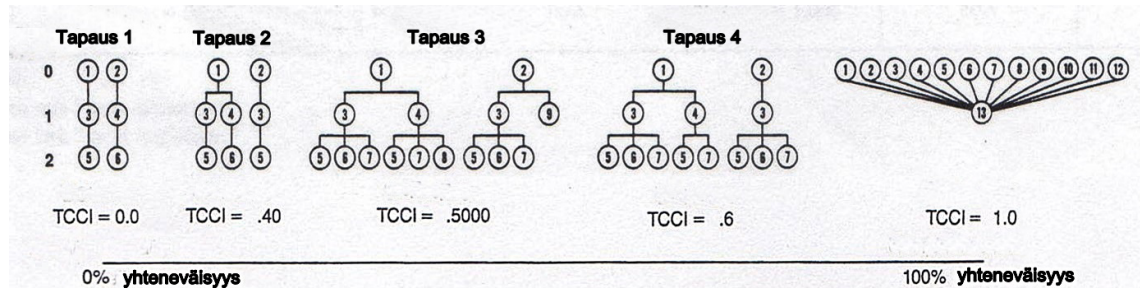 Tapaus 1 Tapaus 2 Tapaus 3 Tapaus 4
0 1 2 1 2 1 2 1 2 1 2 3 4 5 6 7 8 9 10 11 12
1 3 4 3 4 3 3 4 3 9 3 4 3 13
2 5 6 5 6 5 5 6 7 5 7 8 5 6 7 5 6 7 5 7 5 6 7
TCCI = 0.0 TCCI = .40 TCCI = .5000 TCCI = .6 TCCI = 1.0
0% yhteneväisyys 100% yhteneväisyys